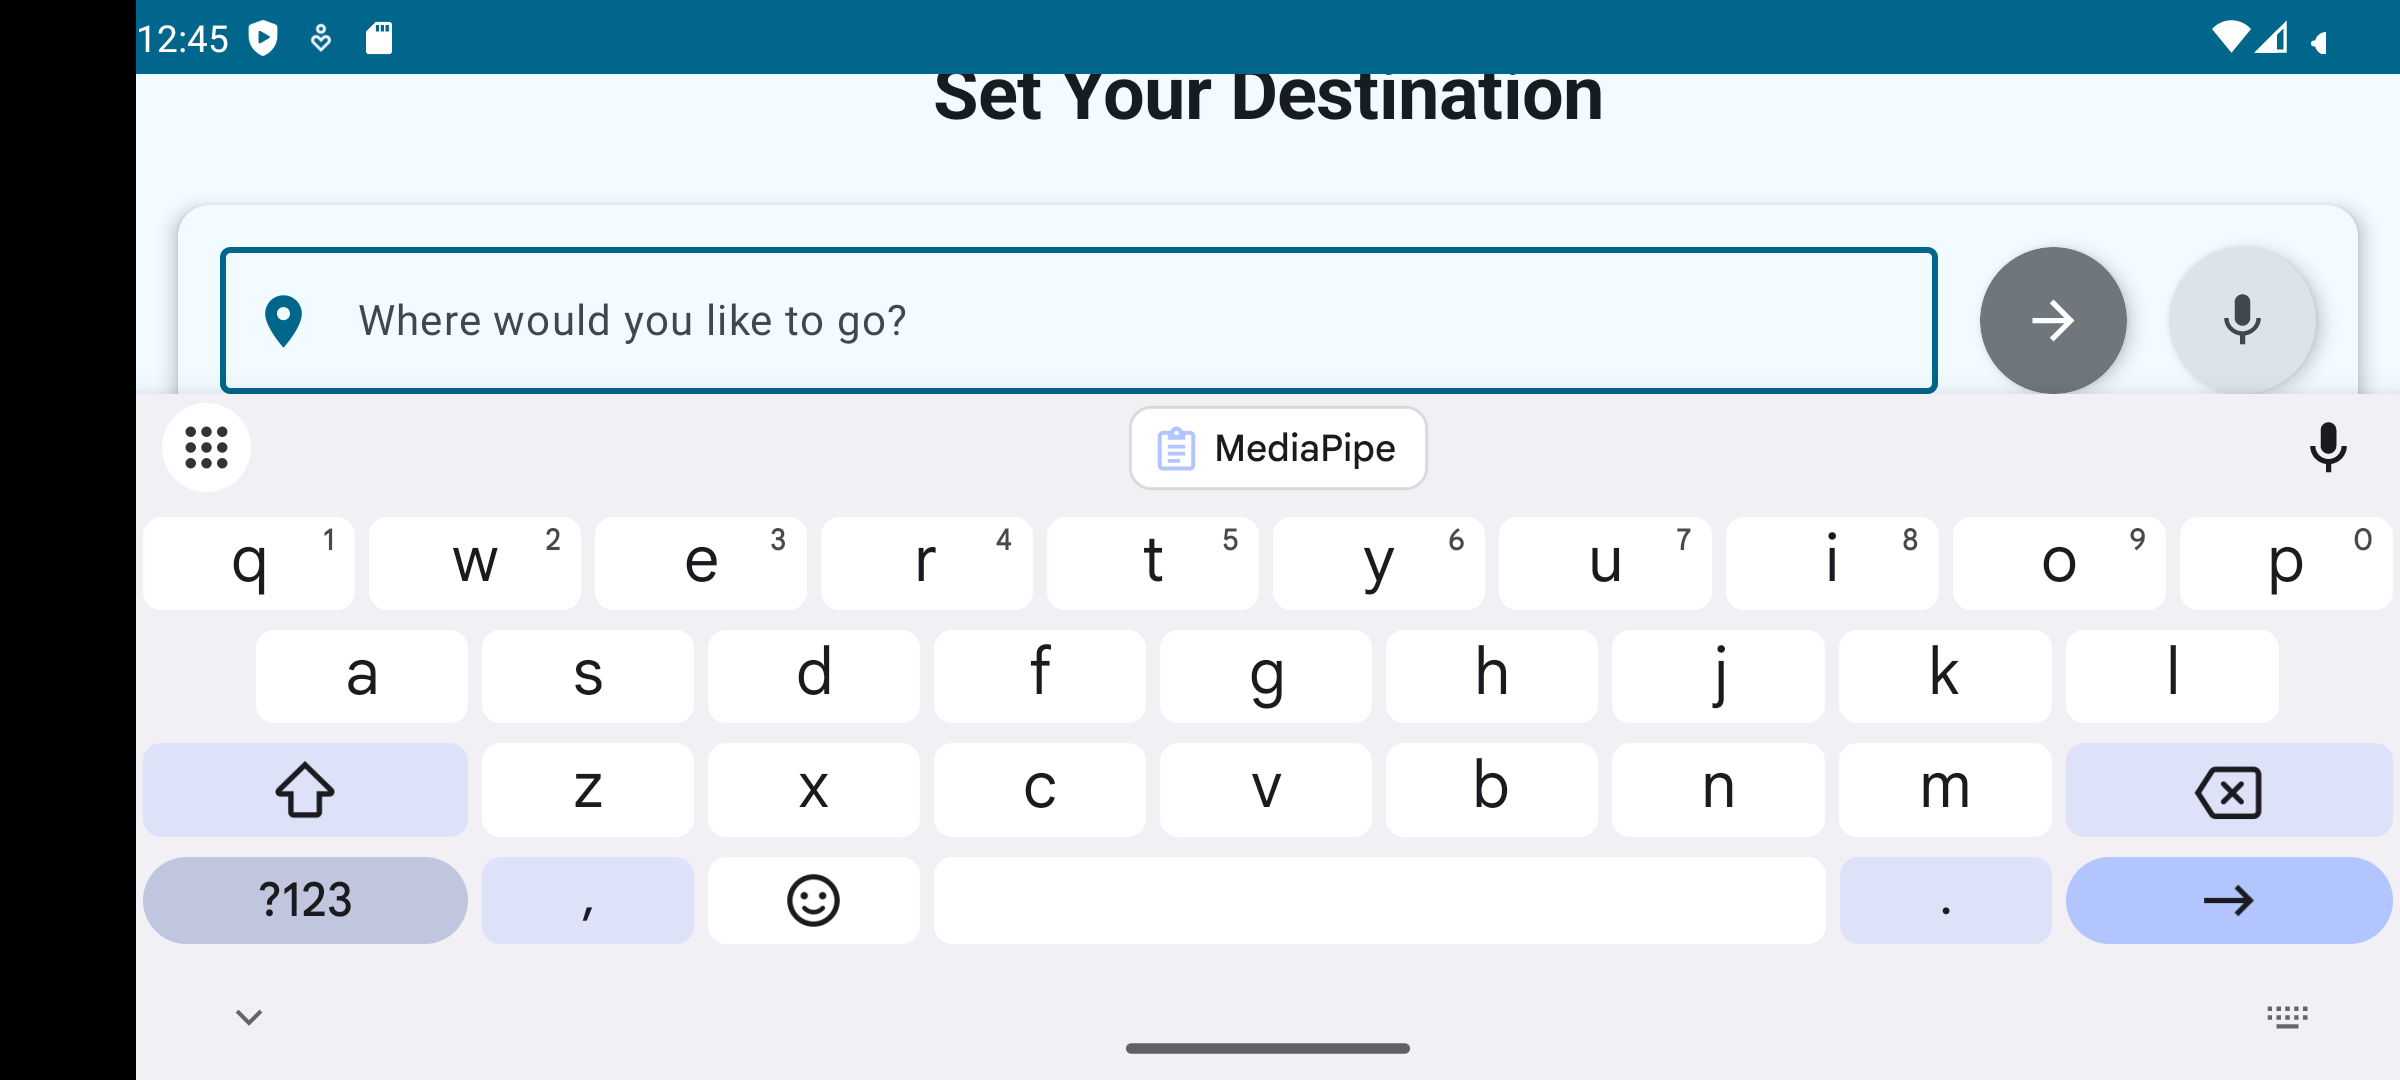 12:45
Set Your Destination
Where would you like to go?
MediaPipe
q 1 w 2 e 3 r 4 t 5 y 6 u 7 i 8 o 9 p 0
a s d f g h j k l
z x c v b n m
?123 , .